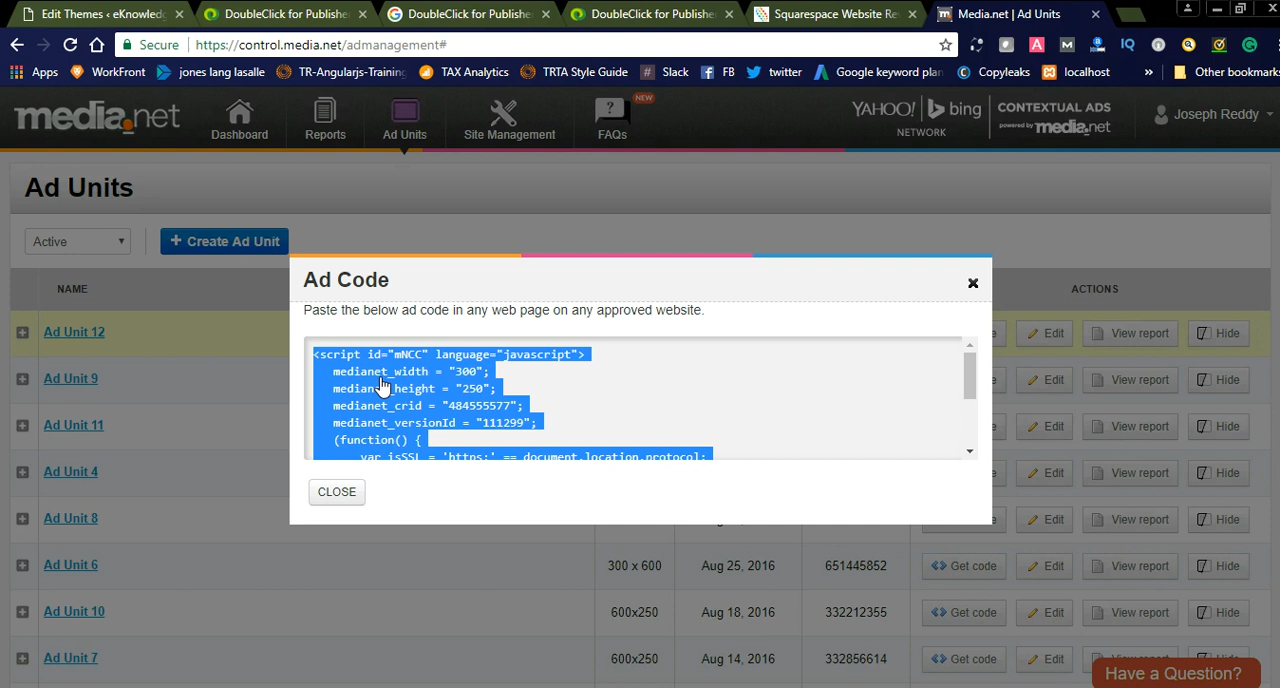 Edit Themes ‹ eKnowled
DoubleClick for Publishe
DoubleClick for Publishe
DoubleClick for Publishe
Squarespace Website Re
Media.net | Ad Units
Secure
https://control.media.net/admanagement#
Apps
WorkFront
jones lang lasalle
TR-Angularjs-Training
TAX Analytics
TRTA Style Guide
Slack
FB
twitter
Google keyword plan
Copyleaks
localhost
»
Other bookmarks
media.net
Dashboard
Reports
Ad Units
Site Management
FAQs
NEW
YAHOO! bing
NETWORK
CONTEXTUAL ADS
powered by media.net
Joseph Reddy
Ad Units
Active
+ Create Ad Unit
NAME
ACTIONS
Ad Code
Paste the below ad code in any web page on any approved website.
<script id="mNCC" language="javascript">
medianet_width = "300";
medianet_height = "250";
medianet_crid = "484555577";
medianet_versionId = "111299";
(function() {
var isSSL = 'https:' == document.location.protocol;
CLOSE
Ad Unit 12
Edit
View report
Hide
Ad Unit 9
Edit
View report
Hide
Ad Unit 11
Edit
View report
Hide
Ad Unit 4
Edit
View report
Hide
Ad Unit 8
Edit
View report
Hide
Ad Unit 6
300 x 600
Aug 25, 2016
651445852
Get code
Edit
View report
Hide
Ad Unit 10
600x250
Aug 18, 2016
332212355
Get code
Edit
View report
Hide
Ad Unit 7
600x250
Aug 14, 2016
332856614
Get code
Edit
Have a Question?